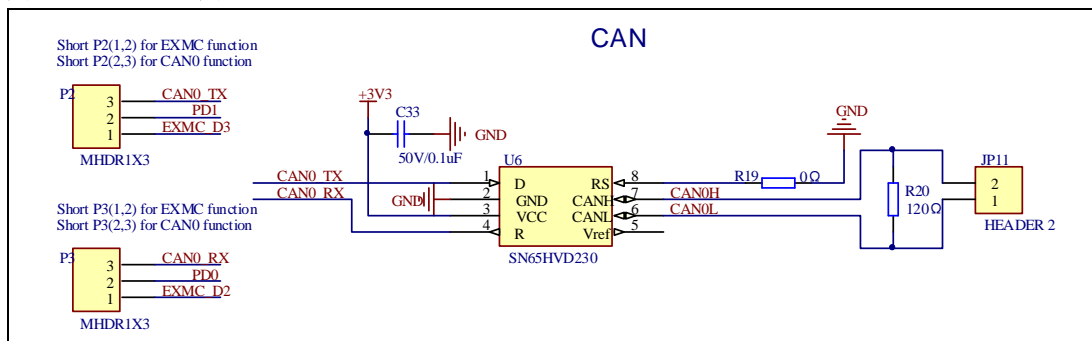 CAN
Short P2(1,2) for EXMC function
Short P2(2,3) for CAN0 function
P2
3 CAN0_TX
2 PD1
1 EXMC_D3
MHDR1X3
+3V3
C33
GND
50V/0.1uF
GND
U6
CAN0_TX 1 D RS 8 R19 0Ω
CAN0_RX GND 2 GND CANH 7 CAN0H
3 VCC CANL 6 CAN0L
4 R Vref 5
SN65HVD230
R20
120Ω
JP11
2
1
HEADER 2
Short P3(1,2) for EXMC function
Short P3(2,3) for CAN0 function
P3
3 CAN0_RX
2 PD0
1 EXMC_D2
MHDR1X3